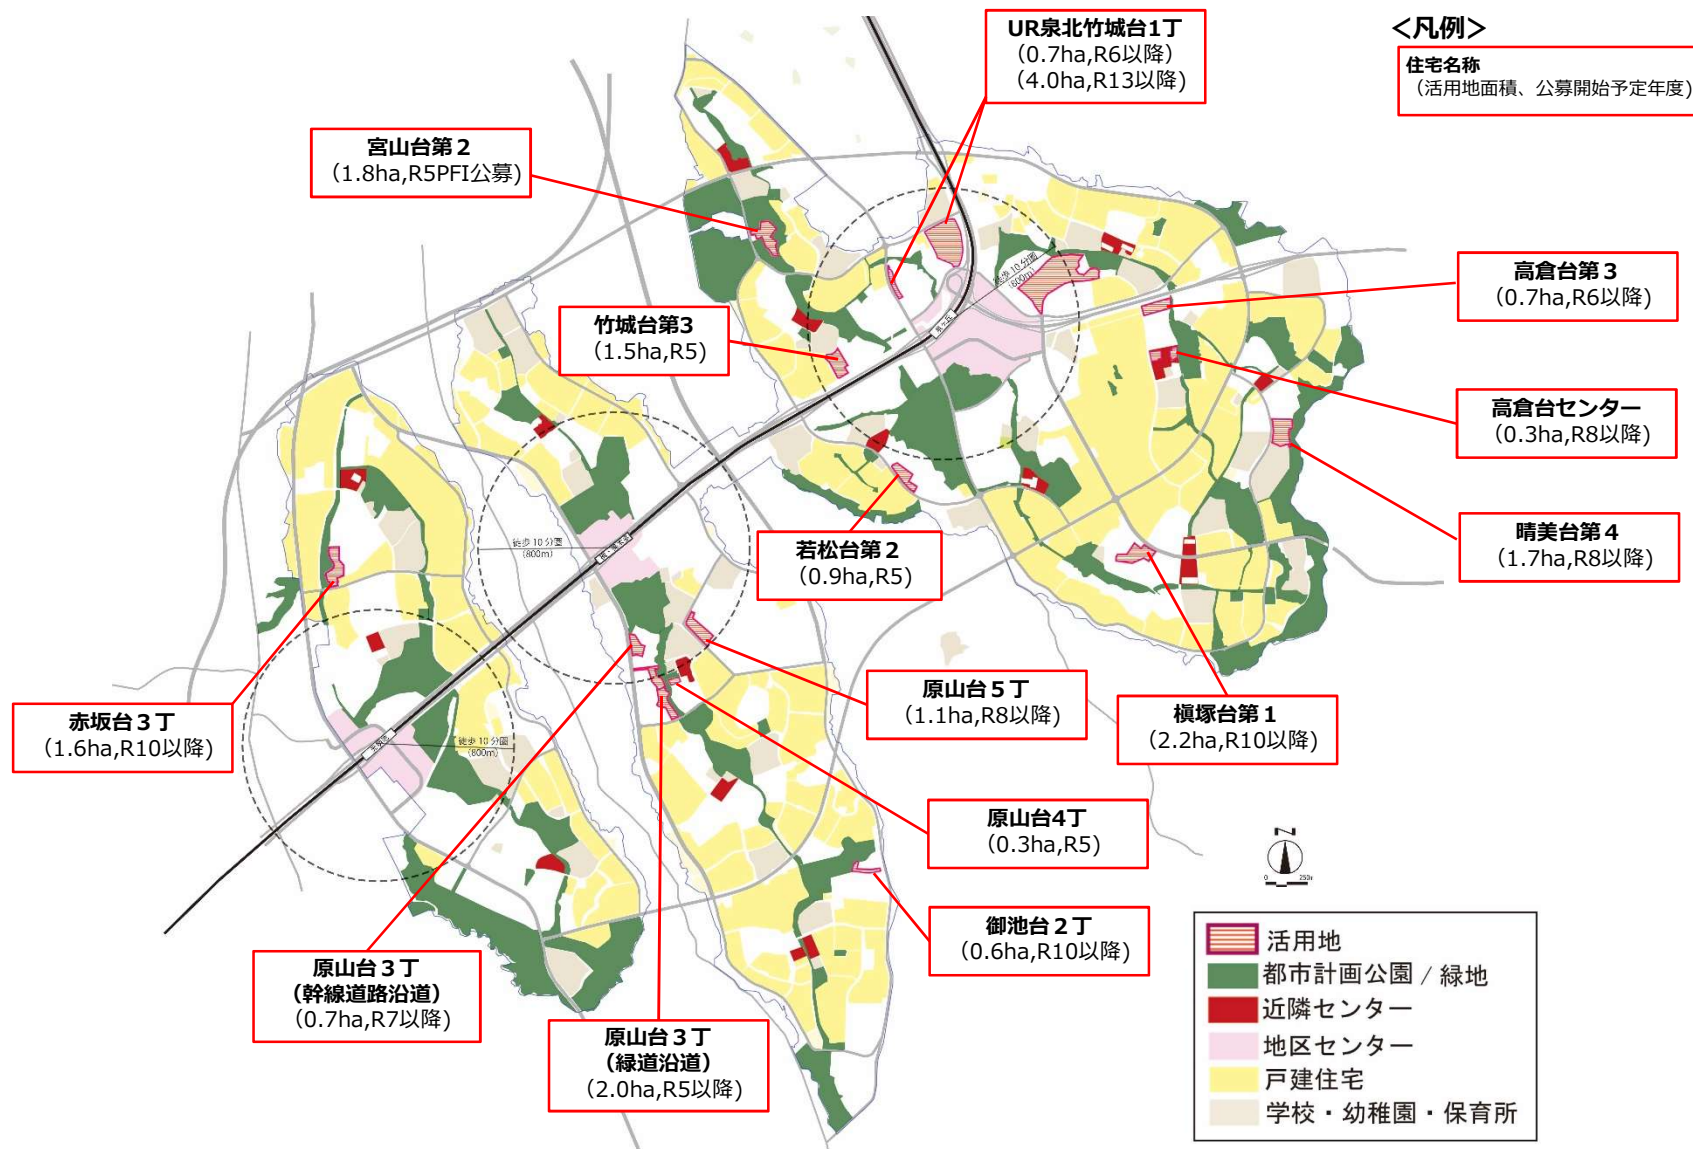 UR泉北竹城台1丁
（0.7ha,R6以降）
（4.0ha,R13以降）
＜凡例＞
住宅名称
（活用地面積、公募開始予定年度）
宮山台第２
（1.8ha,R5PFI公募）
竹城台第3
（1.5ha,R5）
高倉台第３
（0.7ha,R6以降）
高倉台センター
（0.3ha,R8以降）
晴美台第４
（1.7ha,R8以降）
若松台第２
（0.9ha,R5）
槇塚台第１
（2.2ha,R10以降）
原山台５丁
（1.1ha,R8以降）
赤坂台３丁
（1.6ha,R10以降）
原山台4丁
（0.3ha,R5）
御池台２丁
（0.6ha,R10以降）
原山台３丁
（幹線道路沿道）
（0.7ha,R7以降）
原山台３丁
（緑道沿道）
（2.0ha,R5以降）
徒歩10分圏
（800m）
泉ヶ丘
徒歩10分圏
（800m）
徒歩10分圏
（800m）
N
0 250m
活用地
都市計画公園 / 緑地
近隣センター
地区センター
戸建住宅
学校・幼稚園・保育所